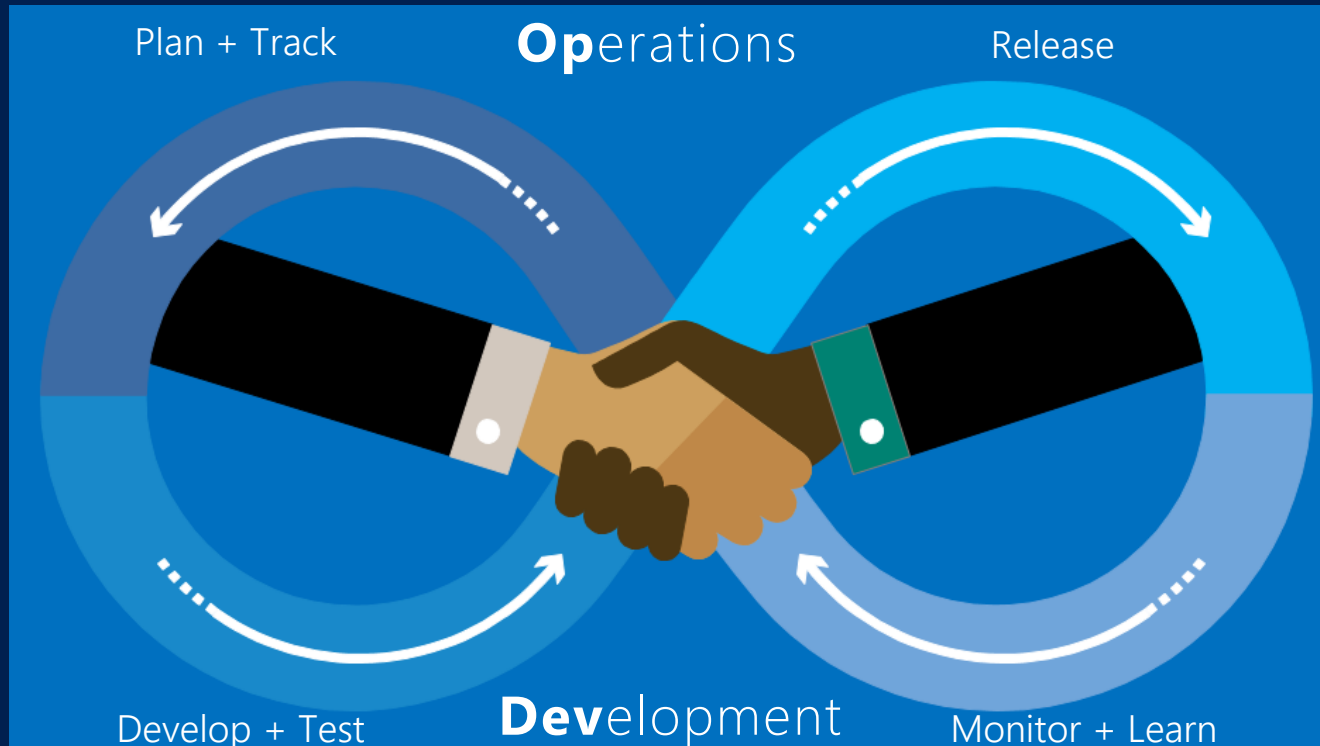 Plan + Track
Operations
Release
Develop + Test
Development
Monitor + Learn